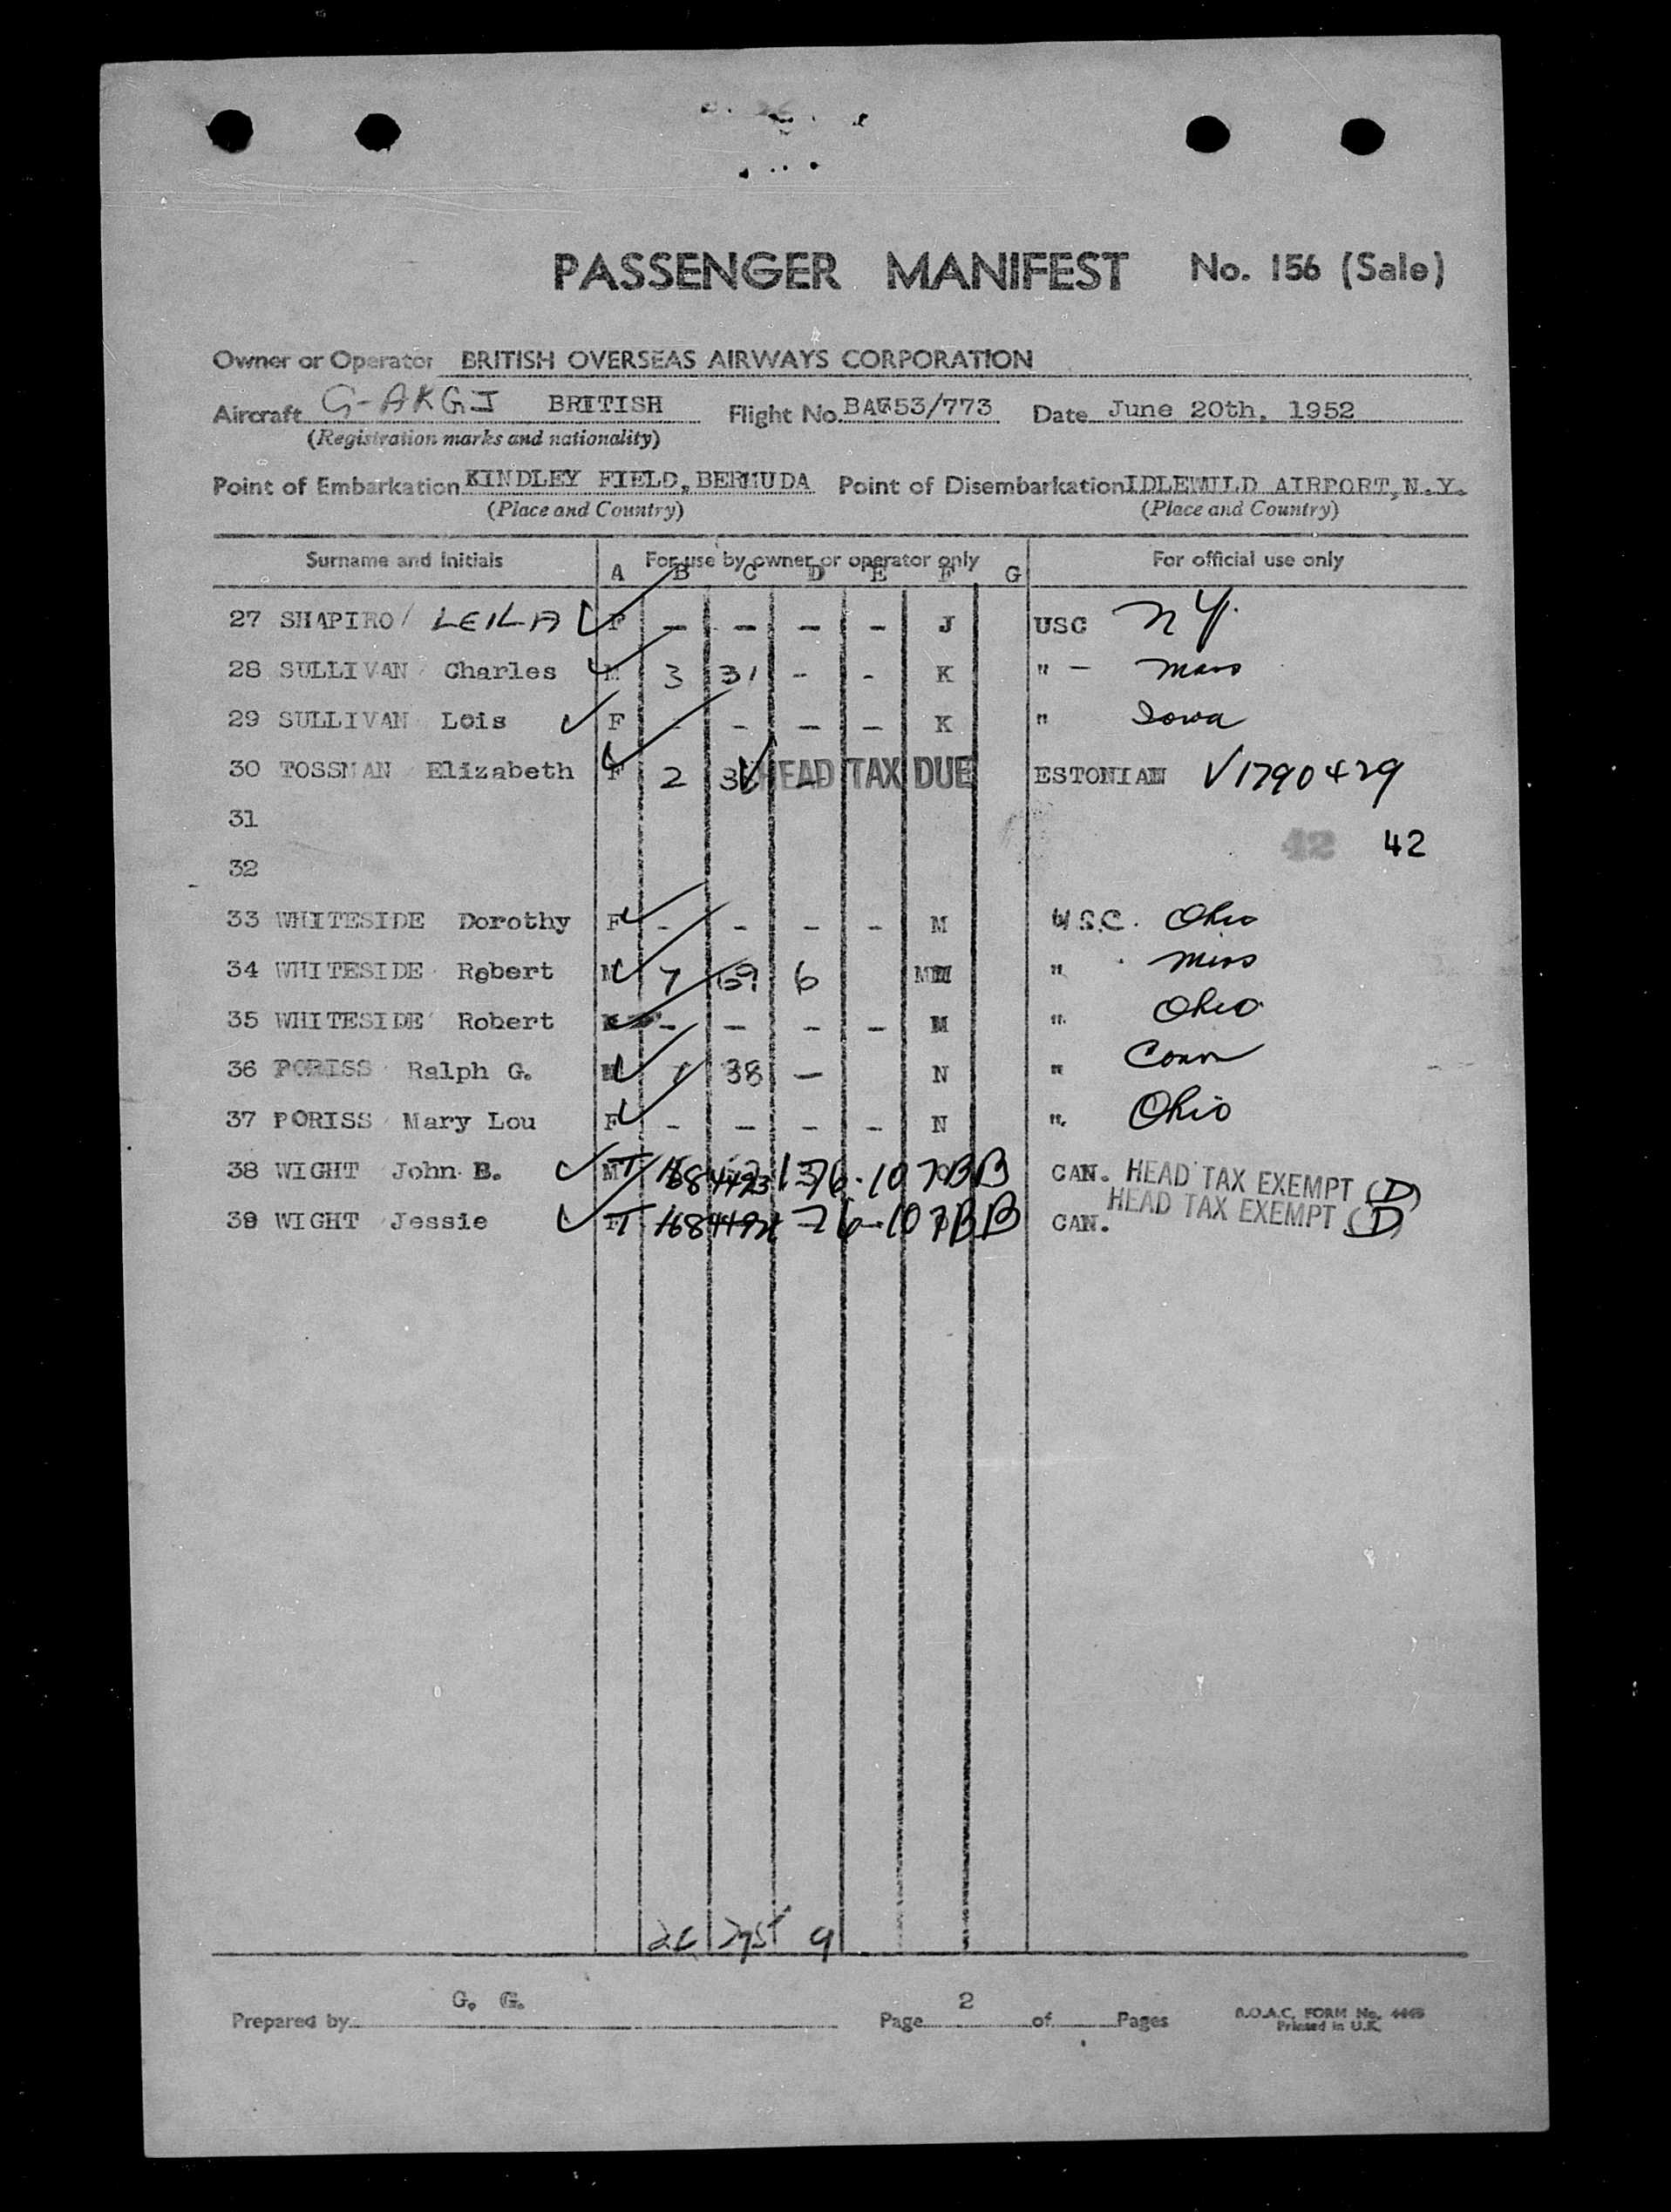 PASSENGER MANIFEST No. 156 (Sale)
Owner or Operator BRITISH OVERSEAS AIRWAYS CORPORATION
Aircraft G-AKGJ BRITISH Flight No. 53/773 Date June 20th, 1952
(Registration marks and nationality)
Point of Embarkation KINDLEY FIELD, BERMUDA Point of Disembarkation IDLEWILD AIRPORT, N.Y.
(Place and Country) (Place and Country)
Surname and Initials For use by owner or operator only For official use only
A B C D E F G
27 SHAPIRO/ LEILA F - - - - J USC N.Y.
28 SULLIVAN Charles M 3 31 - - K " - Mass
29 SULLIVAN Lois F - - - - K " Iowa
30 TOSSMAN Elizabeth F 2 HEAD TAX DUE ESTONIAN V1790429
31
42 42
32
33 WHITESIDE Dorothy F - - - - M U.S.C. Ohio
34 WHITESIDE Robert M 7 69 6 M " Miss
35 WHITESIDE Robert - - - - M " Ohio
36 PORISS Ralph G. M 1 38 - N " Conn
37 PORISS Mary Lou F - - - - N " Ohio
38 WIGHT John B. M CAN. HEAD TAX EXEMPT (D)
39 WIGHT Jessie F CAN. HEAD TAX EXEMPT (D)
9
Prepared by G. G. Page 2 of Pages B.O.A.C. FORM No.
Printed in U.K.